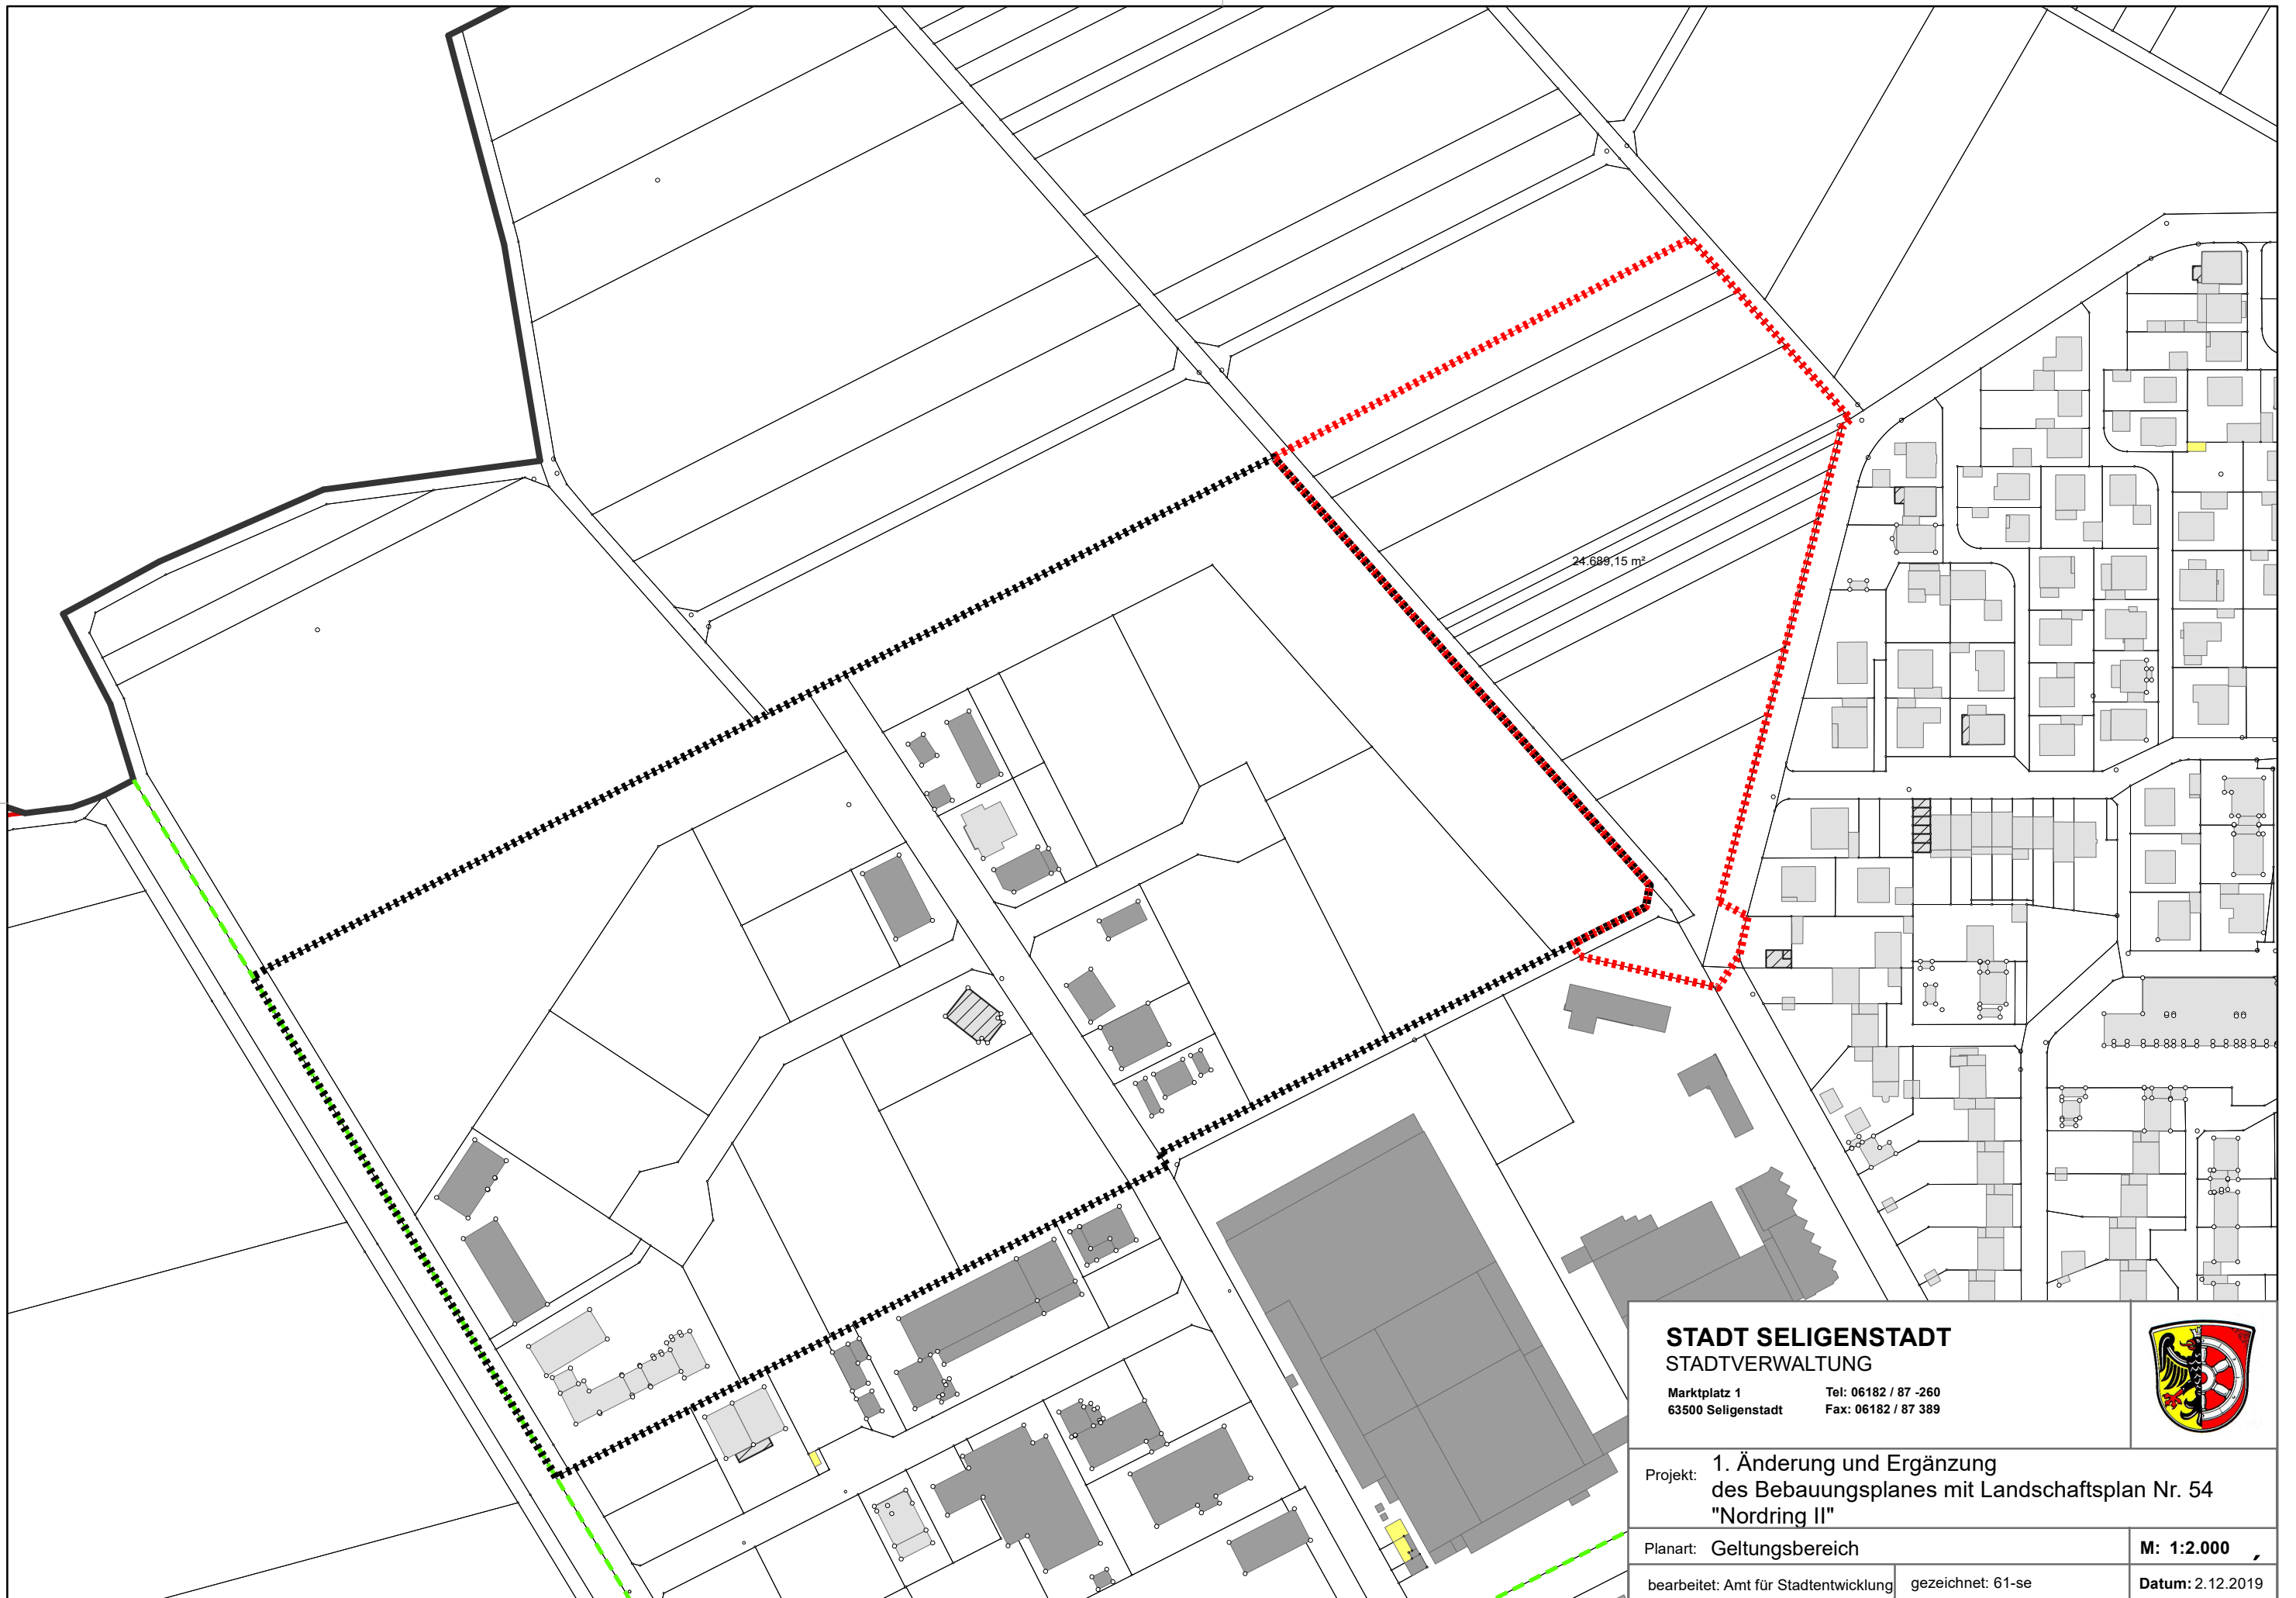 24.689,15 m²
STADT SELIGENSTADT
STADTVERWALTUNG
Marktplatz 1 Tel: 06182 / 87 -260
63500 Seligenstadt Fax: 06182 / 87 389
Projekt: 1. Änderung und Ergänzung
des Bebauungsplanes mit Landschaftsplan Nr. 54
"Nordring II"
Planart: Geltungsbereich M: 1:2.000
bearbeitet: Amt für Stadtentwicklung gezeichnet: 61-se Datum: 2.12.2019